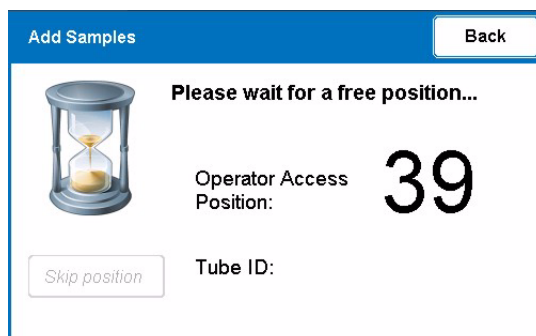 Add Samples
Back
Please wait for a free position...
Operator Access
Position:
39
Skip position
Tube ID: